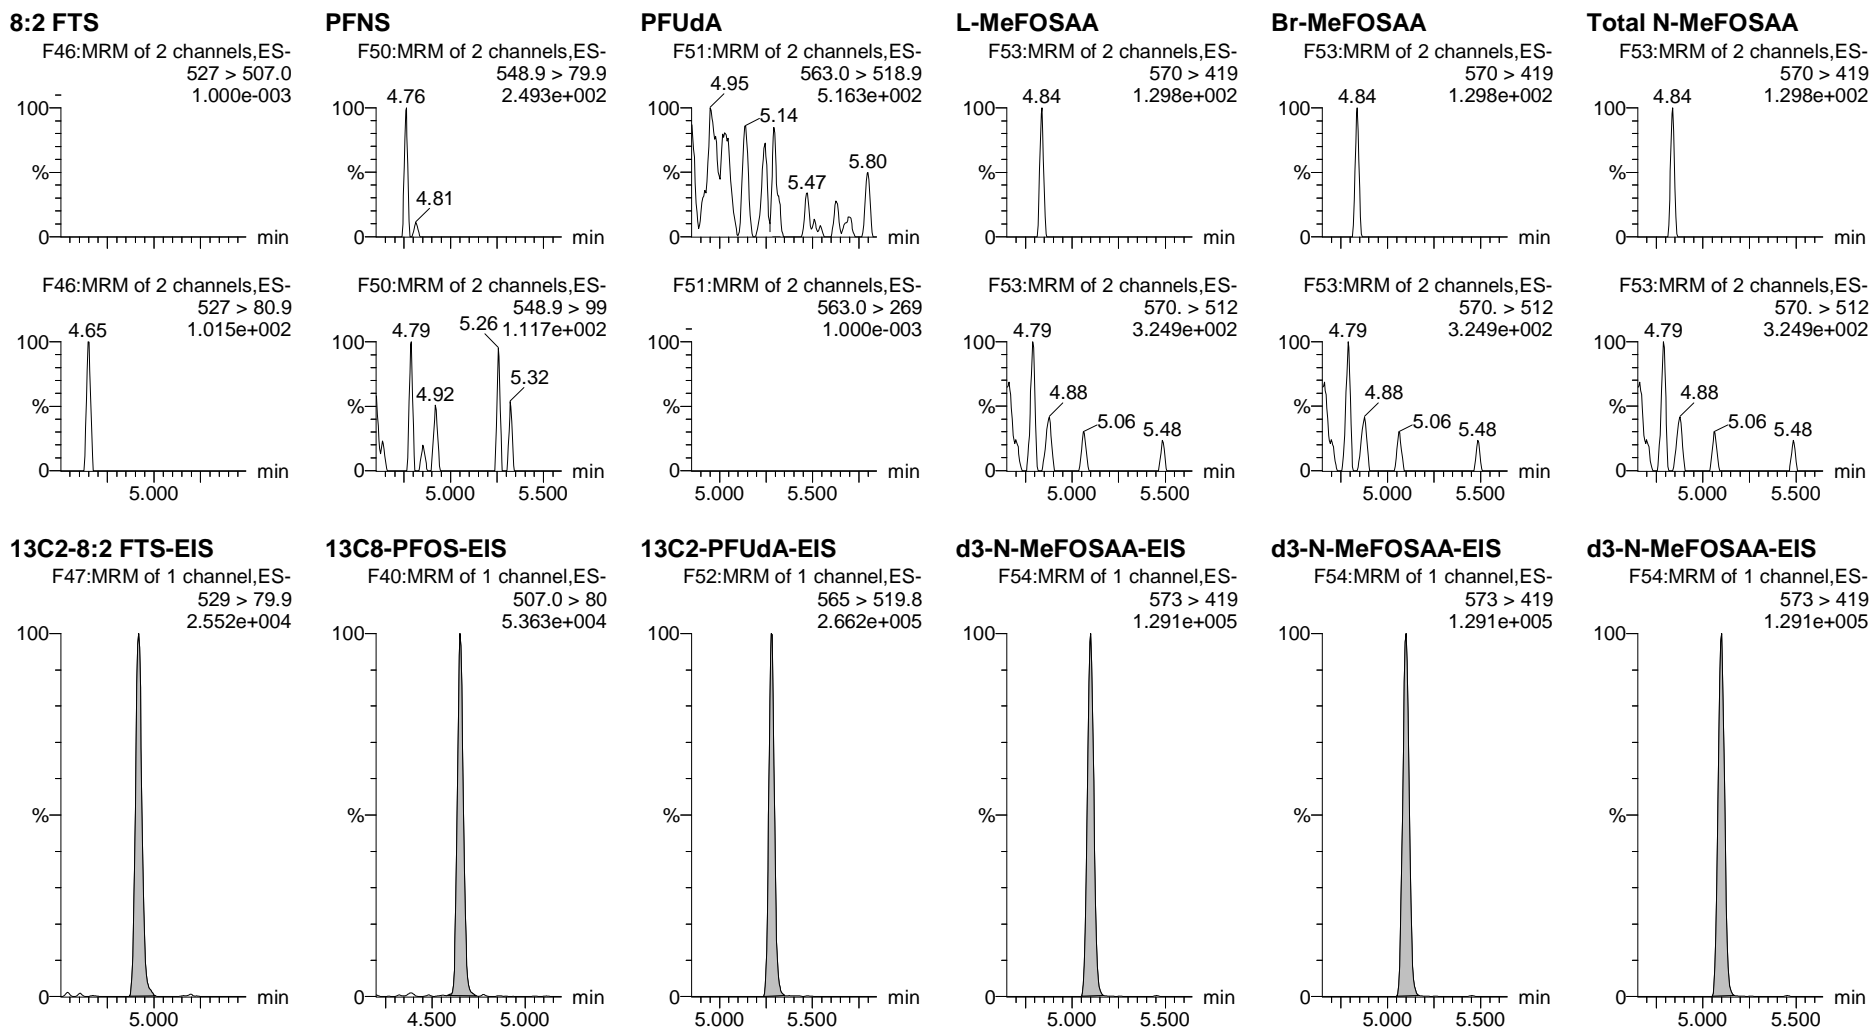 8:2 FTS
F46:MRM of 2 channels,ES-
527 > 507.0
1.000e-003
100
%
0
min
F46:MRM of 2 channels,ES-
527 > 80.9
1.015e+002
4.65
100
%
0
min
5.000
PFNS
F50:MRM of 2 channels,ES-
548.9 > 79.9
2.493e+002
4.76
4.81
100
%
0
min
F50:MRM of 2 channels,ES-
548.9 > 99
1.117e+002
4.79
4.92
5.26
5.32
100
%
0
min
5.000 5.500
PFUdA
F51:MRM of 2 channels,ES-
563.0 > 518.9
5.163e+002
4.95
5.14
5.47
5.80
100
%
0
min
F51:MRM of 2 channels,ES-
563.0 > 269
1.000e-003
100
%
0
min
5.000 5.500
L-MeFOSAA
F53:MRM of 2 channels,ES-
570 > 419
1.298e+002
4.84
100
%
0
min
F53:MRM of 2 channels,ES-
570. > 512
3.249e+002
4.79
4.88
5.06
5.48
100
%
0
min
5.000 5.500
Br-MeFOSAA
F53:MRM of 2 channels,ES-
570 > 419
1.298e+002
4.84
100
%
0
min
F53:MRM of 2 channels,ES-
570. > 512
3.249e+002
4.79
4.88
5.06
5.48
100
%
0
min
5.000 5.500
Total N-MeFOSAA
F53:MRM of 2 channels,ES-
570 > 419
1.298e+002
4.84
100
%
0
min
F53:MRM of 2 channels,ES-
570. > 512
3.249e+002
4.79
4.88
5.06
5.48
100
%
0
min
5.000 5.500
13C2-8:2 FTS-EIS
F47:MRM of 1 channel,ES-
529 > 79.9
2.552e+004
100
%
0
min
5.000
13C8-PFOS-EIS
F40:MRM of 1 channel,ES-
507.0 > 80
5.363e+004
100
%
0
min
4.500 5.000
13C2-PFUdA-EIS
F52:MRM of 1 channel,ES-
565 > 519.8
2.662e+005
100
%
0
min
5.000 5.500
d3-N-MeFOSAA-EIS
F54:MRM of 1 channel,ES-
573 > 419
1.291e+005
100
%
0
min
5.000 5.500
d3-N-MeFOSAA-EIS
F54:MRM of 1 channel,ES-
573 > 419
1.291e+005
100
%
0
min
5.000 5.500
d3-N-MeFOSAA-EIS
F54:MRM of 1 channel,ES-
573 > 419
1.291e+005
100
%
0
min
5.000 5.500